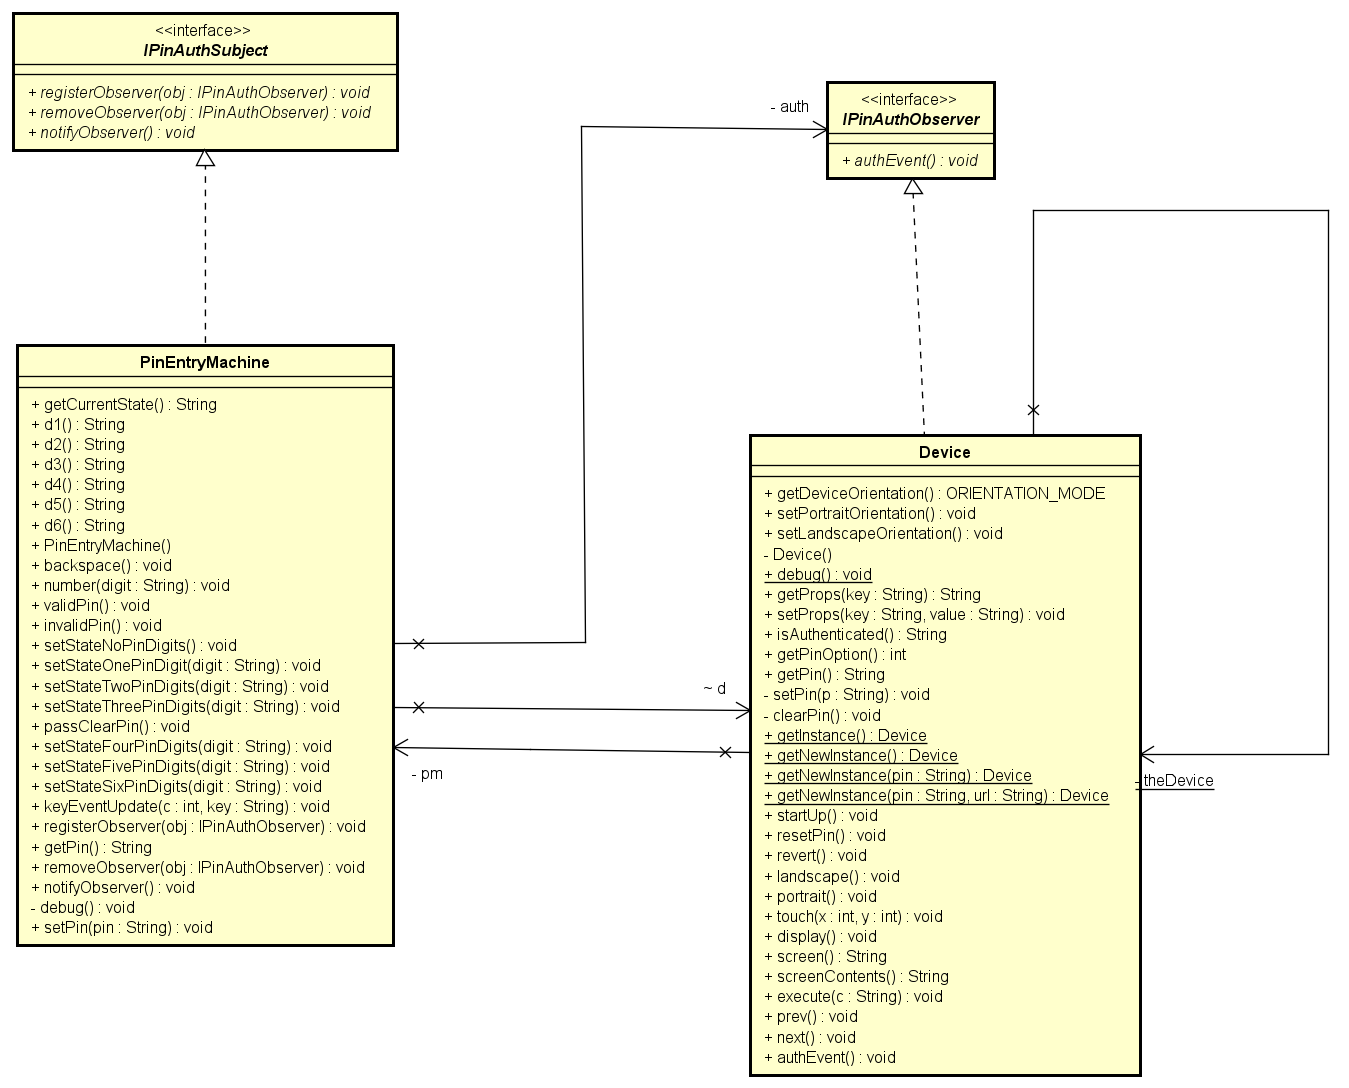 <<interface>>
IPinAuthSubject
+ registerObserver(obj : IPinAuthObserver) : void
+ removeObserver(obj : IPinAuthObserver) : void
+ notifyObserver() : void
- auth
<<interface>>
IPinAuthObserver
+ authEvent() : void
PinEntryMachine
+ getCurrentState() : String
+ d1() : String
+ d2() : String
+ d3() : String
+ d4() : String
+ d5() : String
+ d6() : String
+ PinEntryMachine()
+ backspace() : void
+ number(digit : String) : void
+ validPin() : void
+ invalidPin() : void
+ setStateNoPinDigits() : void
+ setStateOnePinDigit(digit : String) : void
+ setStateTwoPinDigits(digit : String) : void
+ setStateThreePinDigits(digit : String) : void
+ passClearPin() : void
+ setStateFourPinDigits(digit : String) : void
+ setStateFivePinDigits(digit : String) : void
+ setStateSixPinDigits(digit : String) : void
+ keyEventUpdate(c : int, key : String) : void
+ registerObserver(obj : IPinAuthObserver) : void
+ getPin() : String
+ removeObserver(obj : IPinAuthObserver) : void
+ notifyObserver() : void
- debug() : void
+ setPin(pin : String) : void
~ d
- pm
Device
+ getDeviceOrientation() : ORIENTATION_MODE
+ setPortraitOrientation() : void
+ setLandscapeOrientation() : void
- Device()
+ debug() : void
+ getProps(key : String) : String
+ setProps(key : String, value : String) : void
+ isAuthenticated() : String
+ getPinOption() : int
+ getPin() : String
- setPin(p : String) : void
- clearPin() : void
+ getInstance() : Device
+ getNewInstance() : Device
+ getNewInstance(pin : String) : Device
+ getNewInstance(pin : String, url : String) : Device
+ startUp() : void
+ resetPin() : void
+ revert() : void
+ landscape() : void
+ portrait() : void
+ touch(x : int, y : int) : void
+ display() : void
+ screen() : String
+ screenContents() : String
+ execute(c : String) : void
+ prev() : void
+ next() : void
+ authEvent() : void
- theDevice